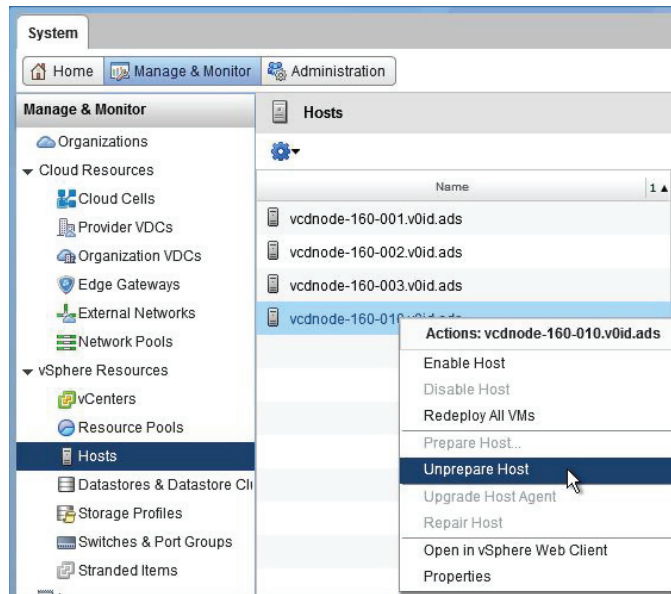 System
Home Manage & Monitor Administration
Manage & Monitor
Organizations
Cloud Resources
Cloud Cells
Provider VDCs
Organization VDCs
Edge Gateways
External Networks
Network Pools
vSphere Resources
vCenters
Resource Pools
Hosts
Datastores & Datastore Cl
Storage Profiles
Switches & Port Groups
Stranded Items
Hosts
Name 1 ▲
vcdnode-160-001.v0id.ads
vcdnode-160-002.v0id.ads
vcdnode-160-003.v0id.ads
vcdnode-160-010.v0id.ads
Actions: vcdnode-160-010.v0id.ads
Enable Host
Disable Host
Redeploy All VMs
Prepare Host...
Unprepare Host
Upgrade Host Agent
Repair Host
Open in vSphere Web Client
Properties